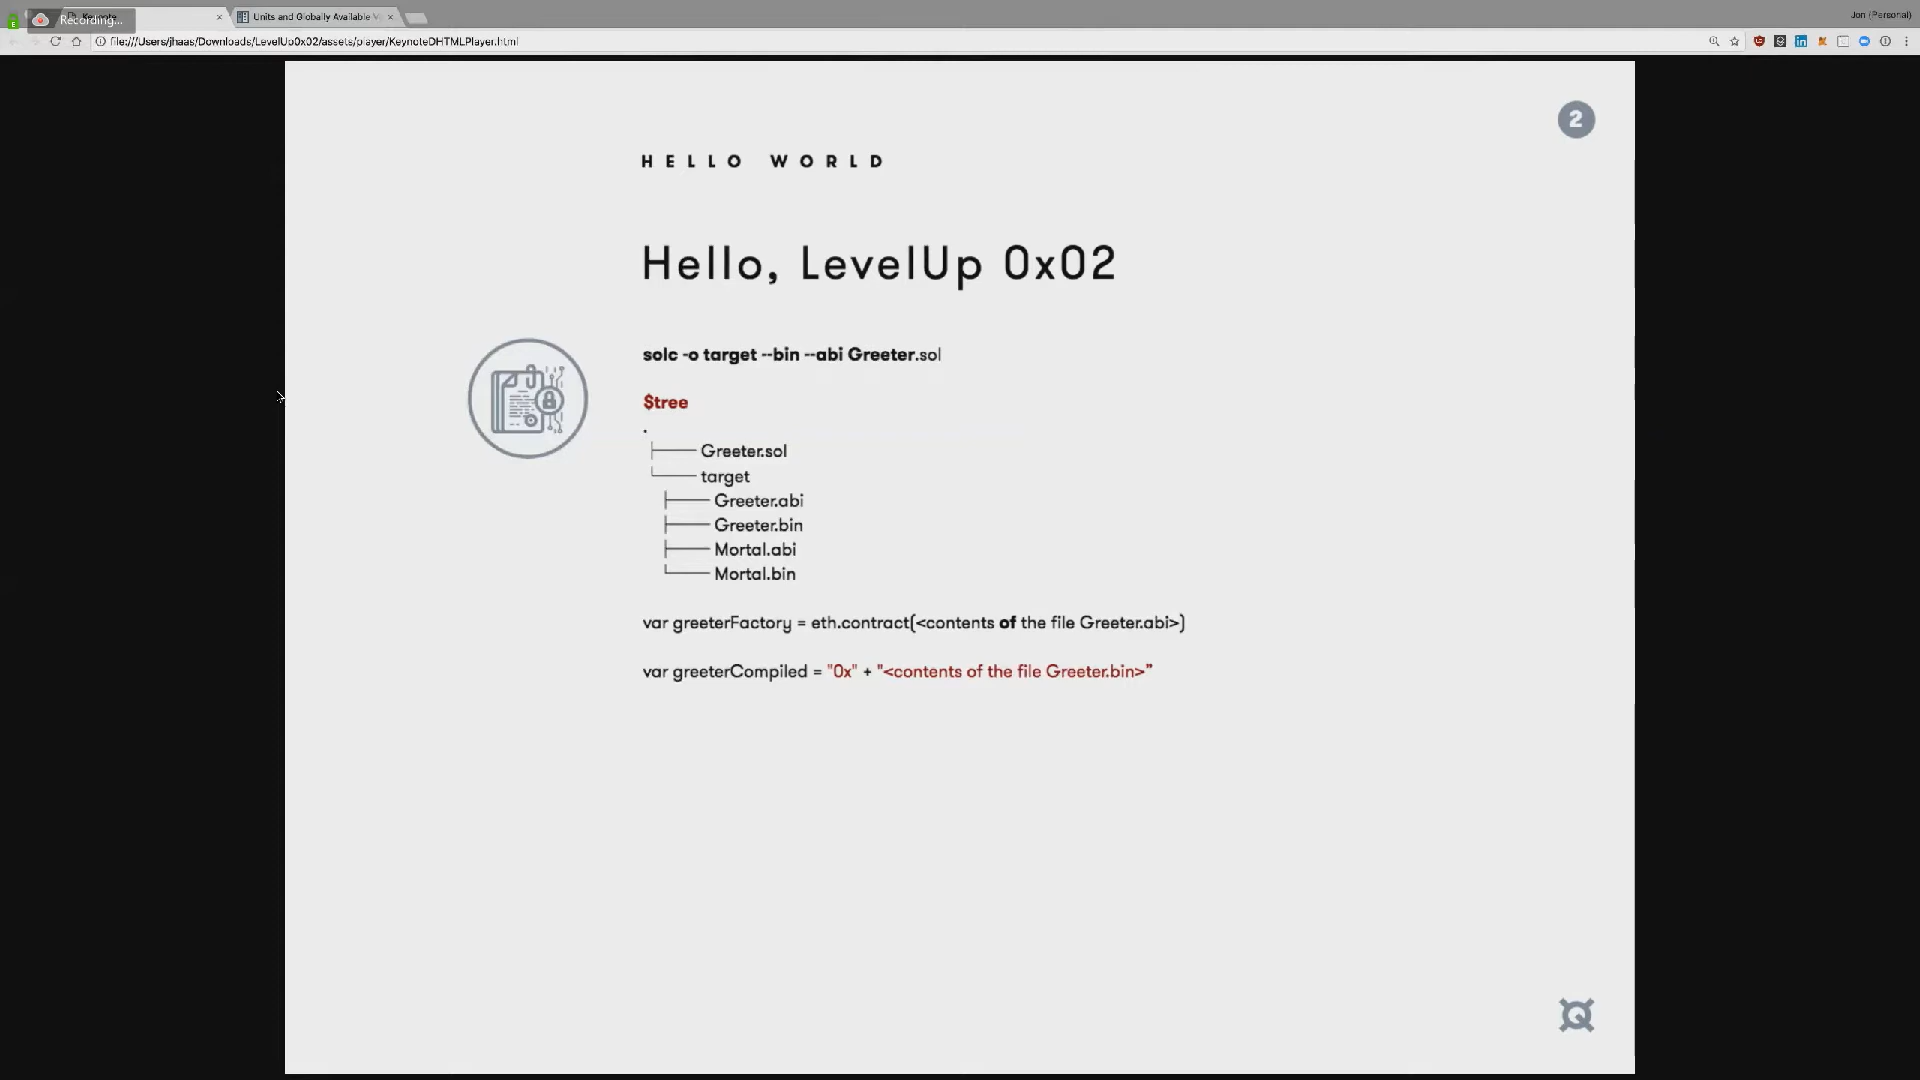 Recording...
Units and Globally Available V
Jon (Personal)
file:///Users/jhaas/Downloads/LevelUp0x02/assets/player/KeynoteDHTMLPlayer.html
2
HELLO WORLD
Hello, LevelUp 0x02
solc -o target --bin --abi Greeter.sol
$tree
.
├── Greeter.sol
└── target
├── Greeter.abi
├── Greeter.bin
├── Mortal.abi
└── Mortal.bin
var greeterFactory = eth.contract(<contents of the file Greeter.abi>)
var greeterCompiled = "0x" + "<contents of the file Greeter.bin>"